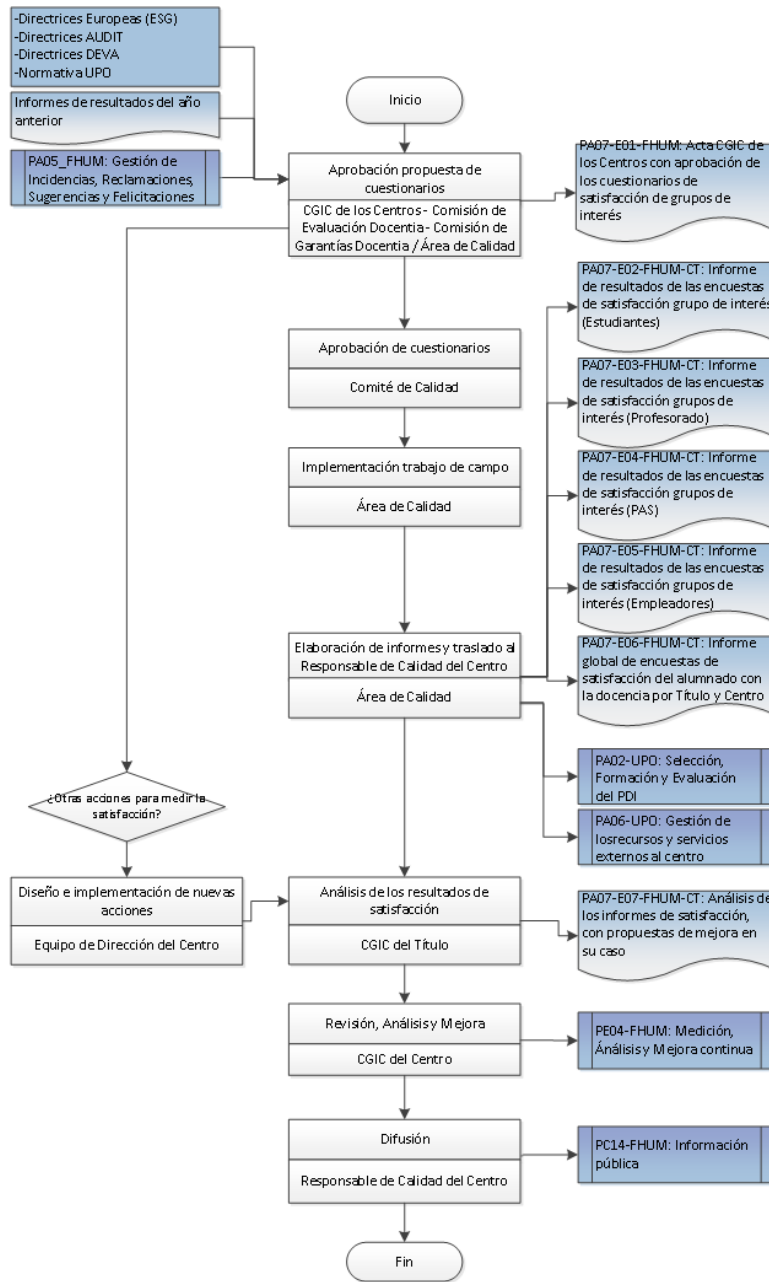 -Directrices Europeas (ESG)
-Directrices AUDIT
-Directrices DEVA
-Normativa UPO
Informes de resultados del año
anterior
PA05_FHUM: Gestión de
Incidencias, Reclamaciones,
Sugerencias y Felicitaciones
Inicio
Aprobación propuesta de
cuestionarios
CGIC de los Centros - Comisión de
Evaluación Docentia - Comisión de
Garantías Docentia / Área de Calidad
PA07-E01-FHUM: Acta CGIC de
los Centros con aprobación de
los cuestionarios de
satisfacción de grupos de
interés
PA07-E02-FHUM-CT: Informe
de resultados de las encuestas
de satisfacción grupo de interés
(Estudiantes)
Aprobación de cuestionarios
Comité de Calidad
PA07-E03-FHUM-CT: Informe
de resultados de las encuestas
de satisfacción grupos de
interés (Profesorado)
Implementación trabajo de campo
Área de Calidad
PA07-E04-FHUM-CT: Informe
de resultados de las encuestas
de satisfacción grupos de
interés (PAS)
PA07-E05-FHUM-CT: Informe
de resultados de las encuestas
de satisfacción grupos de
interés (Empleadores)
Elaboración de informes y traslado al
Responsable de Calidad del Centro
Área de Calidad
PA07-E06-FHUM-CT: Informe
global de encuestas de
satisfacción del alumnado con
la docencia por Título y Centro
PA02-UPO: Selección,
Formación y Evaluación
del PDI
PA06-UPO: Gestión de
losrecursos y servicios
externos al centro
¿Otras acciones para medir la
satisfacción?
Diseño e implementación de nuevas
acciones
Equipo de Dirección del Centro
Análisis de los resultados de
satisfacción
CGIC del Título
PA07-E07-FHUM-CT: Análisis de
los informes de satisfacción,
con propuestas de mejora en
su caso
Revisión, Análisis y Mejora
CGIC del Centro
PE04-FHUM: Medición,
Ánálisis y Mejora continua
Difusión
Responsable de Calidad del Centro
PC14-FHUM: Información
pública
Fin